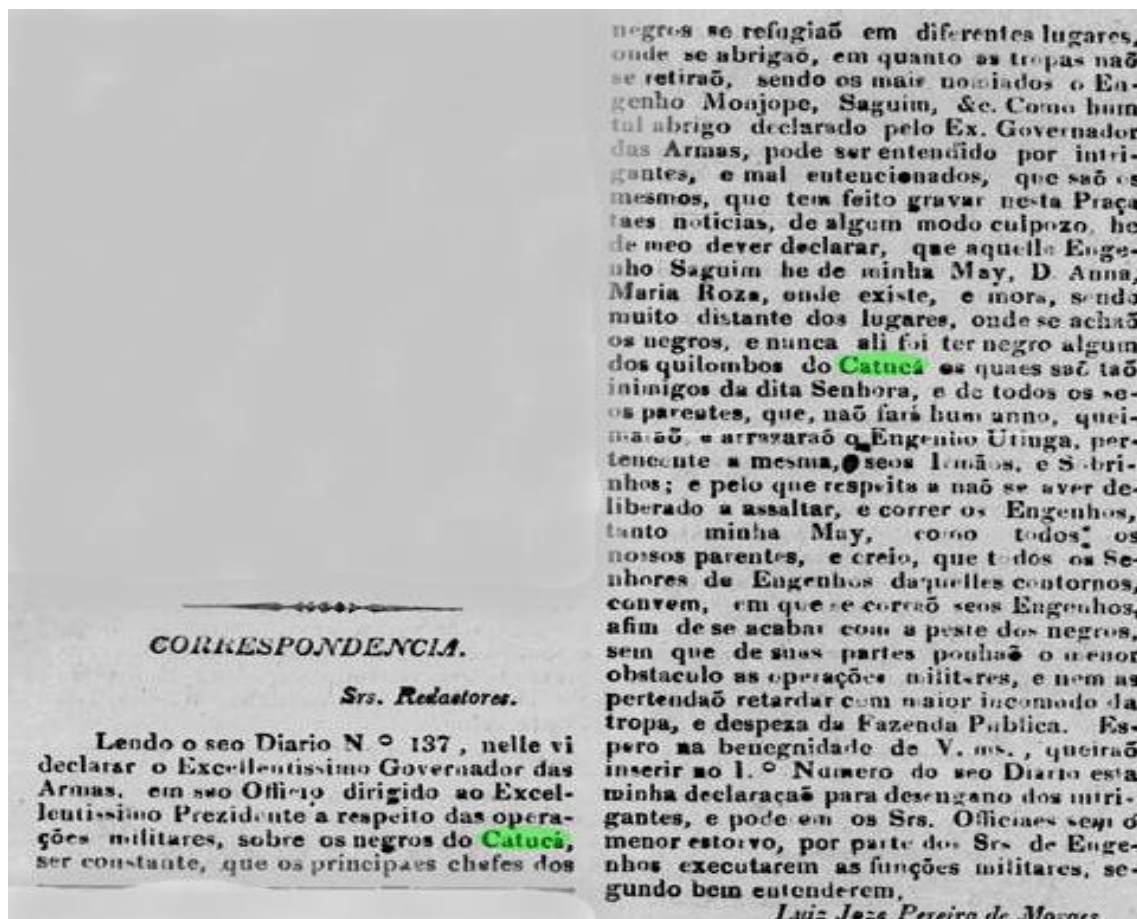 CORRESPONDENCIA.
Srs. Redactores.
Lendo o seo Diario N.º 137, nelle vi
declarar o Excellentissimo Governador das
Armas, em seo Officio dirigido ao Excel-
lentissimo Prezidente a respeito das opera-
ções militares, sobre os negros do Catucá,
ser constante, que os principaes chefes dos
negros se refugiaõ em diferentes lugares,
onde se abrigaõ, em quanto as tropas naõ
se retiraõ, sendo os mais nomiados o En-
genho Monjope, Saguim, &c. Como hum
tal abrigo declarado pelo Ex. Governador
das Armas, pode ser entendido por intri-
gantes, e mal entencionados, que saõ os
mesmos, que tem feito gravar nesta Praça
taes noticias, de algum modo culpozo, he
de meo dever declarar, que aquelle Enge-
nho Saguim he de minha May, D. Anna,
Maria Roza, onde existe, e mora, sendo
muito distante dos lugares, onde se achaõ
os negros, e nunca ali foi ter negro algum
dos quilombos do Catucá os quaes saõ taõ
inimigos da dita Senhora, e de todos os se-
os parentes, que, naõ fará hum anno, quei-
maraõ, e arrazaraõ o Engenho Utinga, per-
tencente a mesma, seos Irmãos, e Sobri-
nhos; e pelo que respeita a naõ se aver de-
liberado a assaltar, e correr os Engenhos,
tanto minha May, como todos os
nossos parentes, e creio, que todos os Se-
nhores de Engenhos daquelles contornos,
convem, em que se correõ seos Engenhos,
afim de se acabar com a peste dos negros,
sem que de suas partes ponhaõ o menor
obstaculo as operações militares, e nem as
pertendaõ retardar com maior incomodo da
tropa, e despeza da Fazenda Publica. Es-
pero na benegnidade de V. ms., queiraõ
inserir no 1.º Numero do seo Diario esta
minha declaraçaõ para desengano dos intri-
gantes, e podem os Srs. Officiaes sem o
menor estorvo, por parte dos Srs de Enge-
nhos executarem as funções militares, se-
gundo bem entenderem.
Luiz Joze Pereira de Moraes